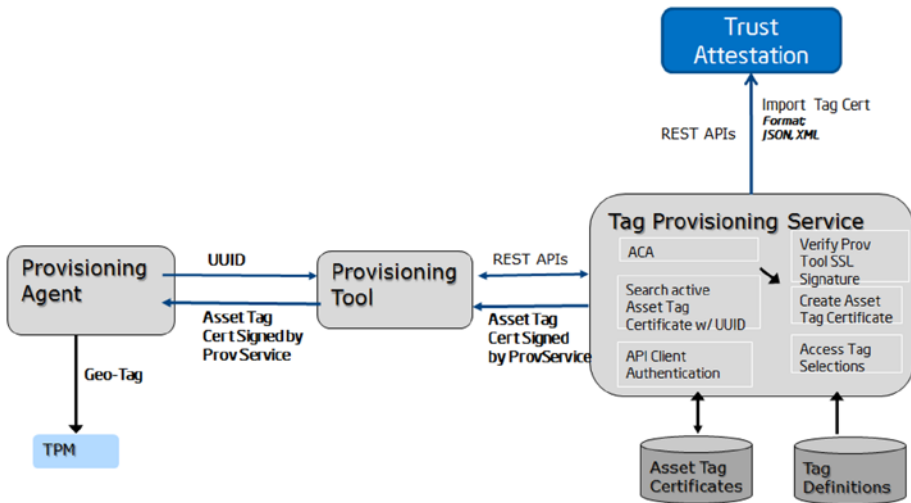 Trust
Attestation
Import Tag Cert
Format:
JSON, XML
REST APIs
Tag Provisioning Service
ACA
Verify Prov
Tool SSL
Signature
Search active
Asset Tag
Certificate w/ UUID
Create Asset
Tag Certificate
API Client
Authentication
Access Tag
Selections
Provisioning
Agent
UUID
Provisioning
Tool
REST APIs
Asset Tag
Cert Signed by
Prov Service
Asset Tag
Cert Signed
by ProvService
Geo-Tag
TPM
Asset Tag
Certificates
Tag
Definitions